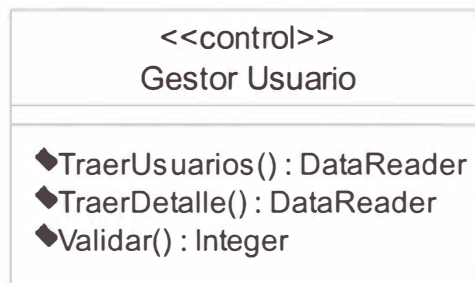 <<control>>
Gestor Usuario
TraerUsuarios() : DataReader
TraerDetalle() : DataReader
Validar() : Integer